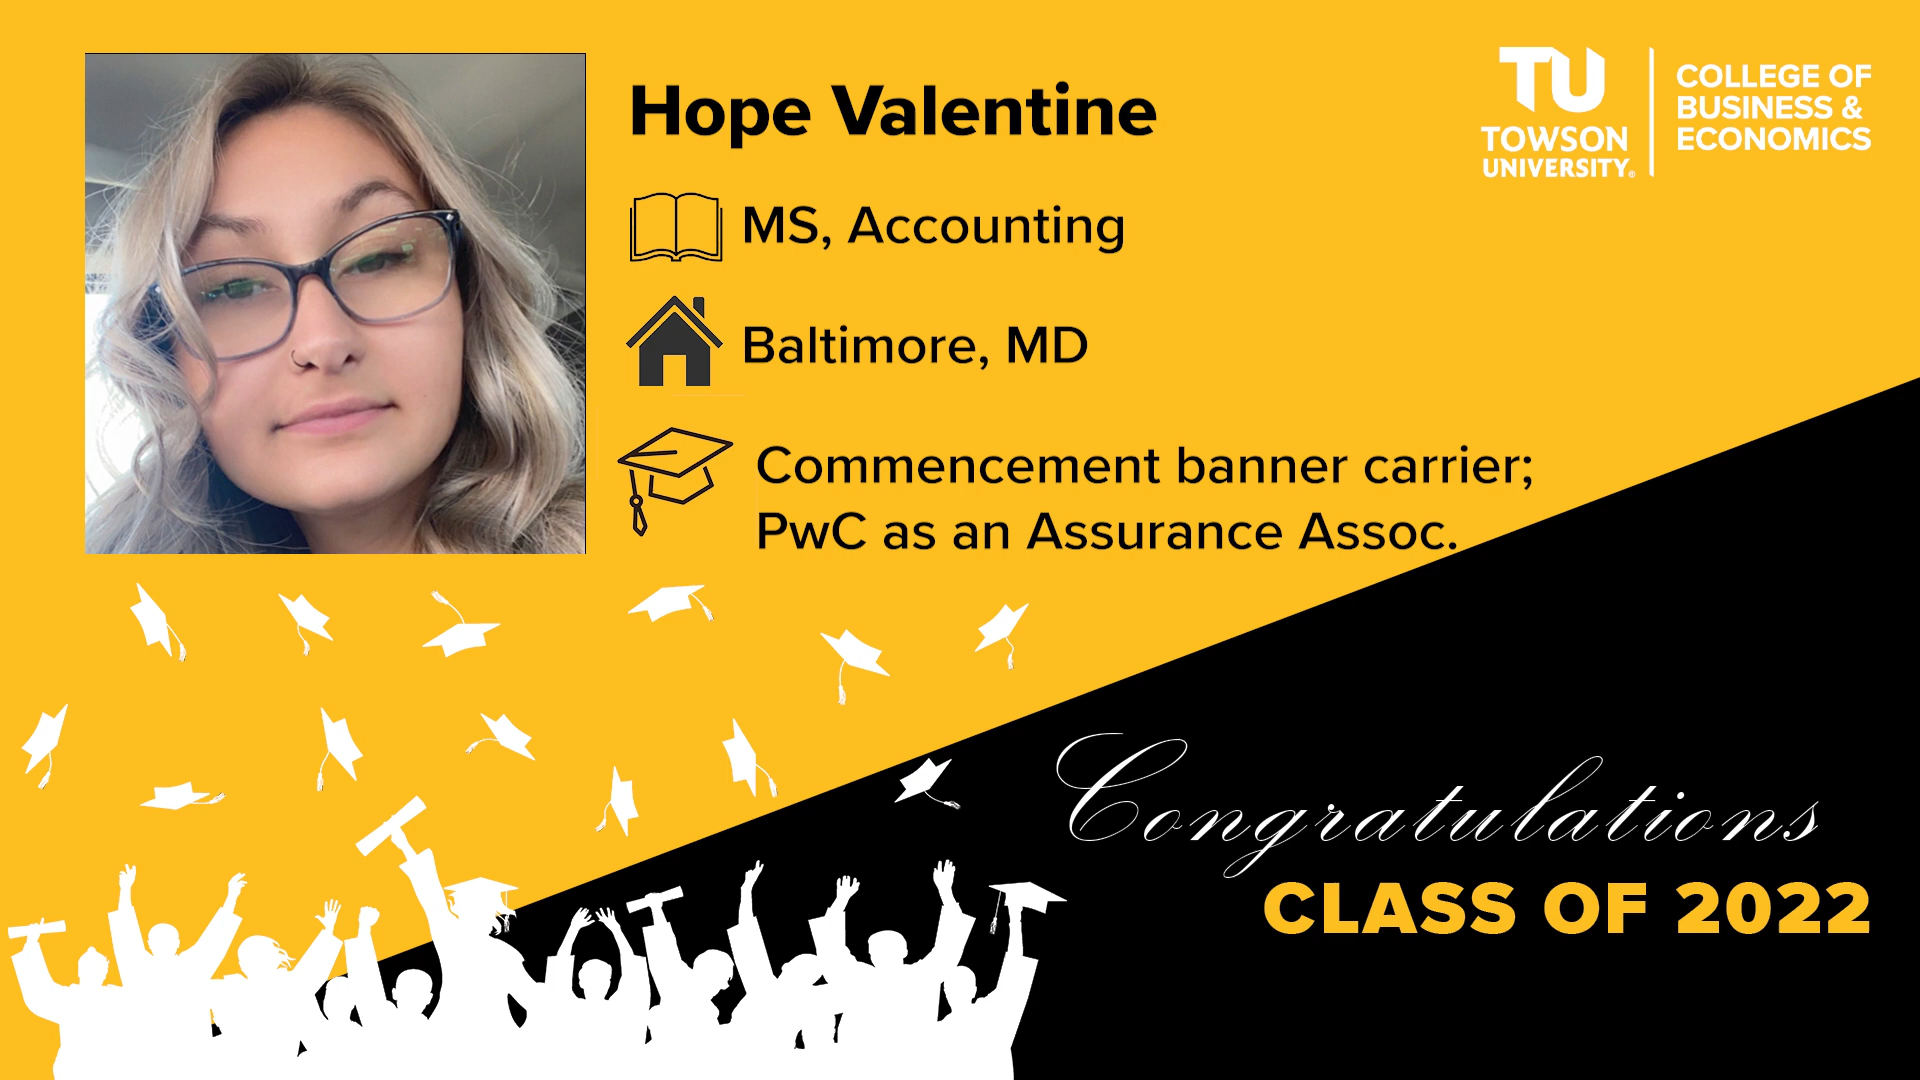 Hope Valentine
TU
TOWSON
UNIVERSITY®
COLLEGE OF
BUSINESS &
ECONOMICS
MS, Accounting
Baltimore, MD
Commencement banner carrier;
PwC as an Assurance Assoc.
Congratulations
CLASS OF 2022